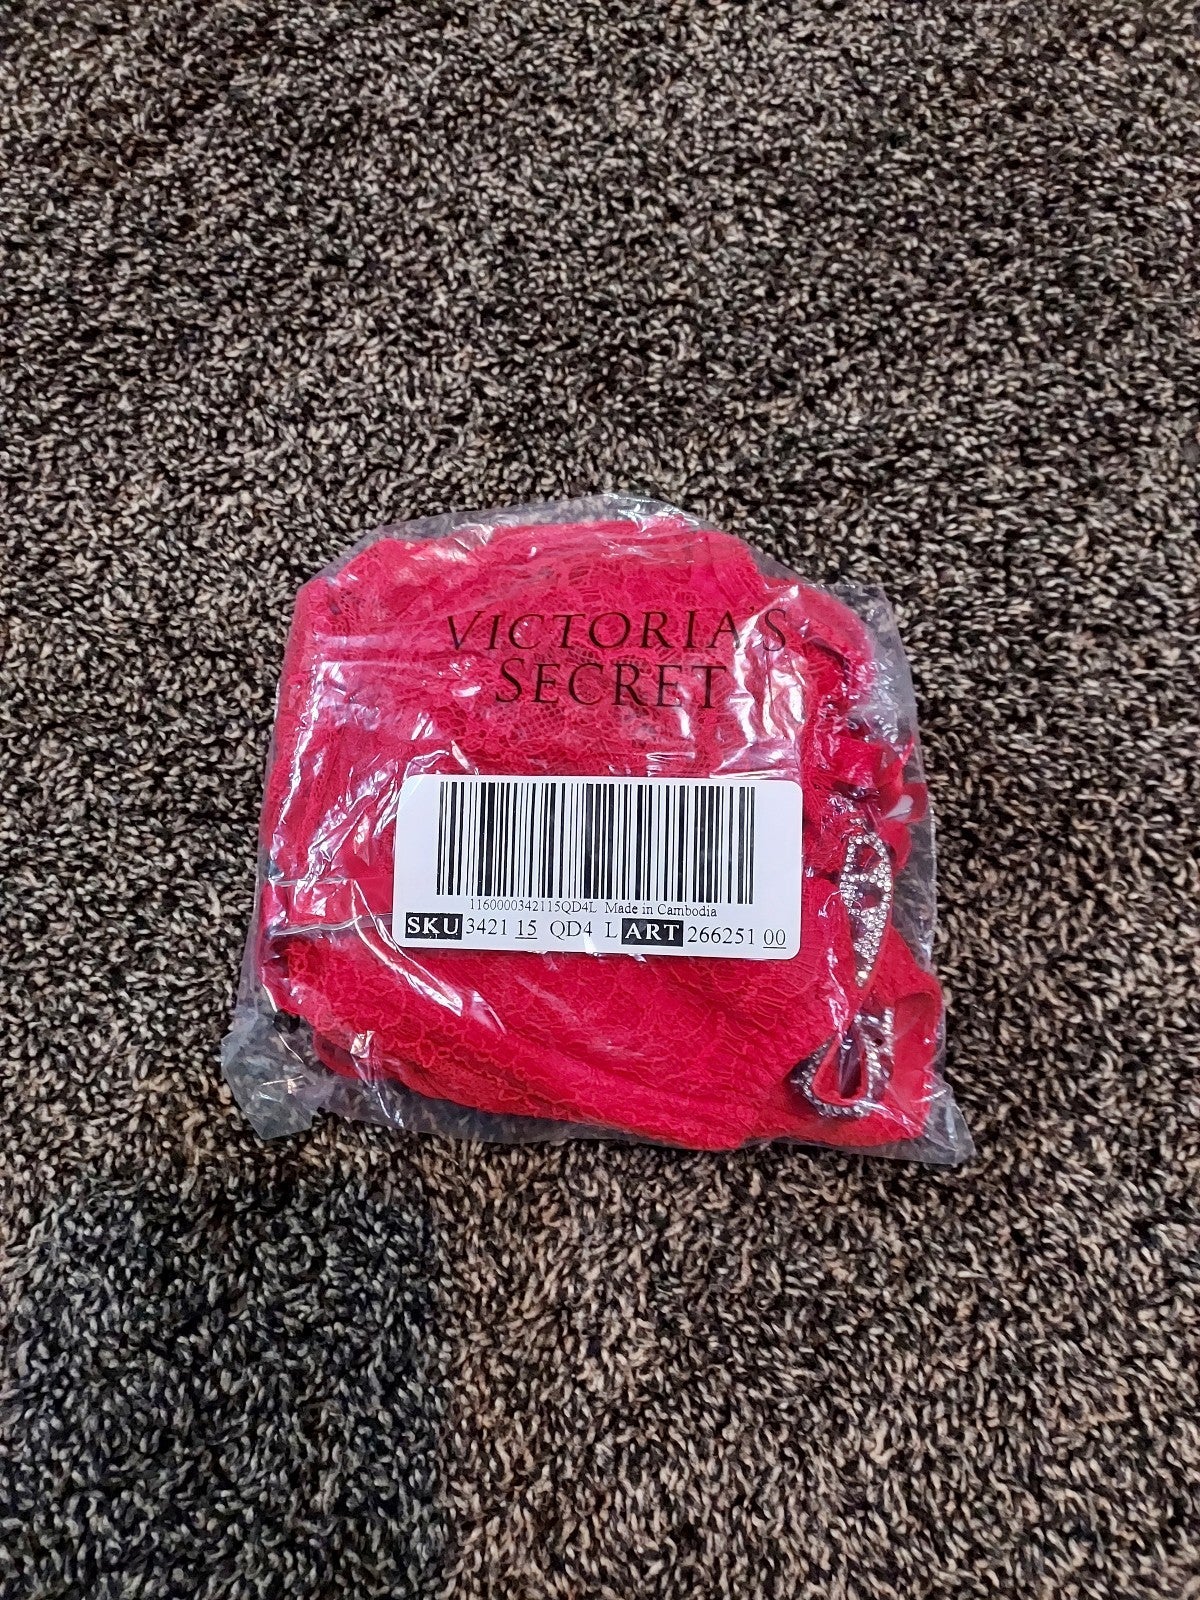 VICTORIA'S
SECRET
1160000342115QD4L Made in Cambodia
SKU 3421 15 QD4 L ART 266251 00